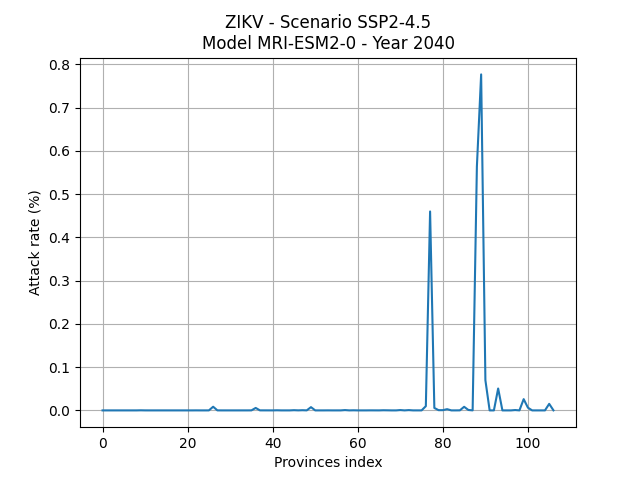 ZIKV - Scenario SSP2-4.5
Model MRI-ESM2-0 - Year 2040
0.8
0.7
0.6
0.5
0.4
0.3
0.2
0.1
0.0
Attack rate (%)
0 20 40 60 80 100
Provinces index